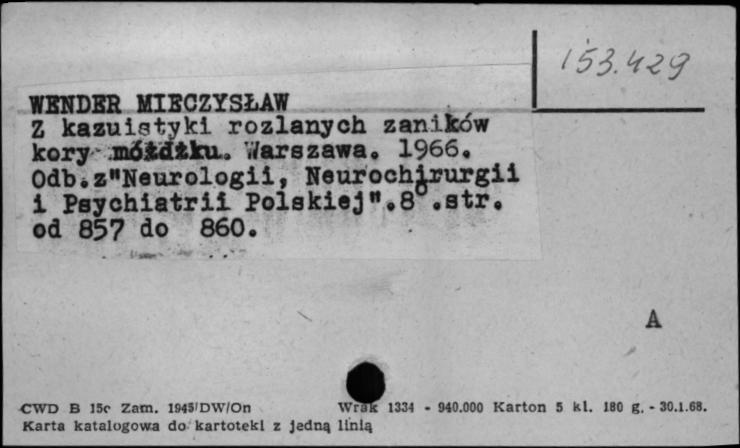 153.429
WENDER MIECZYSŁAW
Z kazuistyki rozlanych zaników
kory móżdżku. Warszawa. 1966.
Odb.z"Neurologii, Neurochirurgii
i Psychiatrii Polskiej".8⁰.str.
od 857 do 860.
A
CWD B 15c Zam. 1945/DW/On Wrak 1334 - 940.000 Karton 5 kl. 180 g. - 30.1.68.
Karta katalogowa do kartoteki z jedną linią